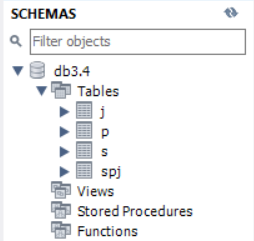 SCHEMAS
Filter objects
db3.4
Tables
j
p
s
spj
Views
Stored Procedures
Functions